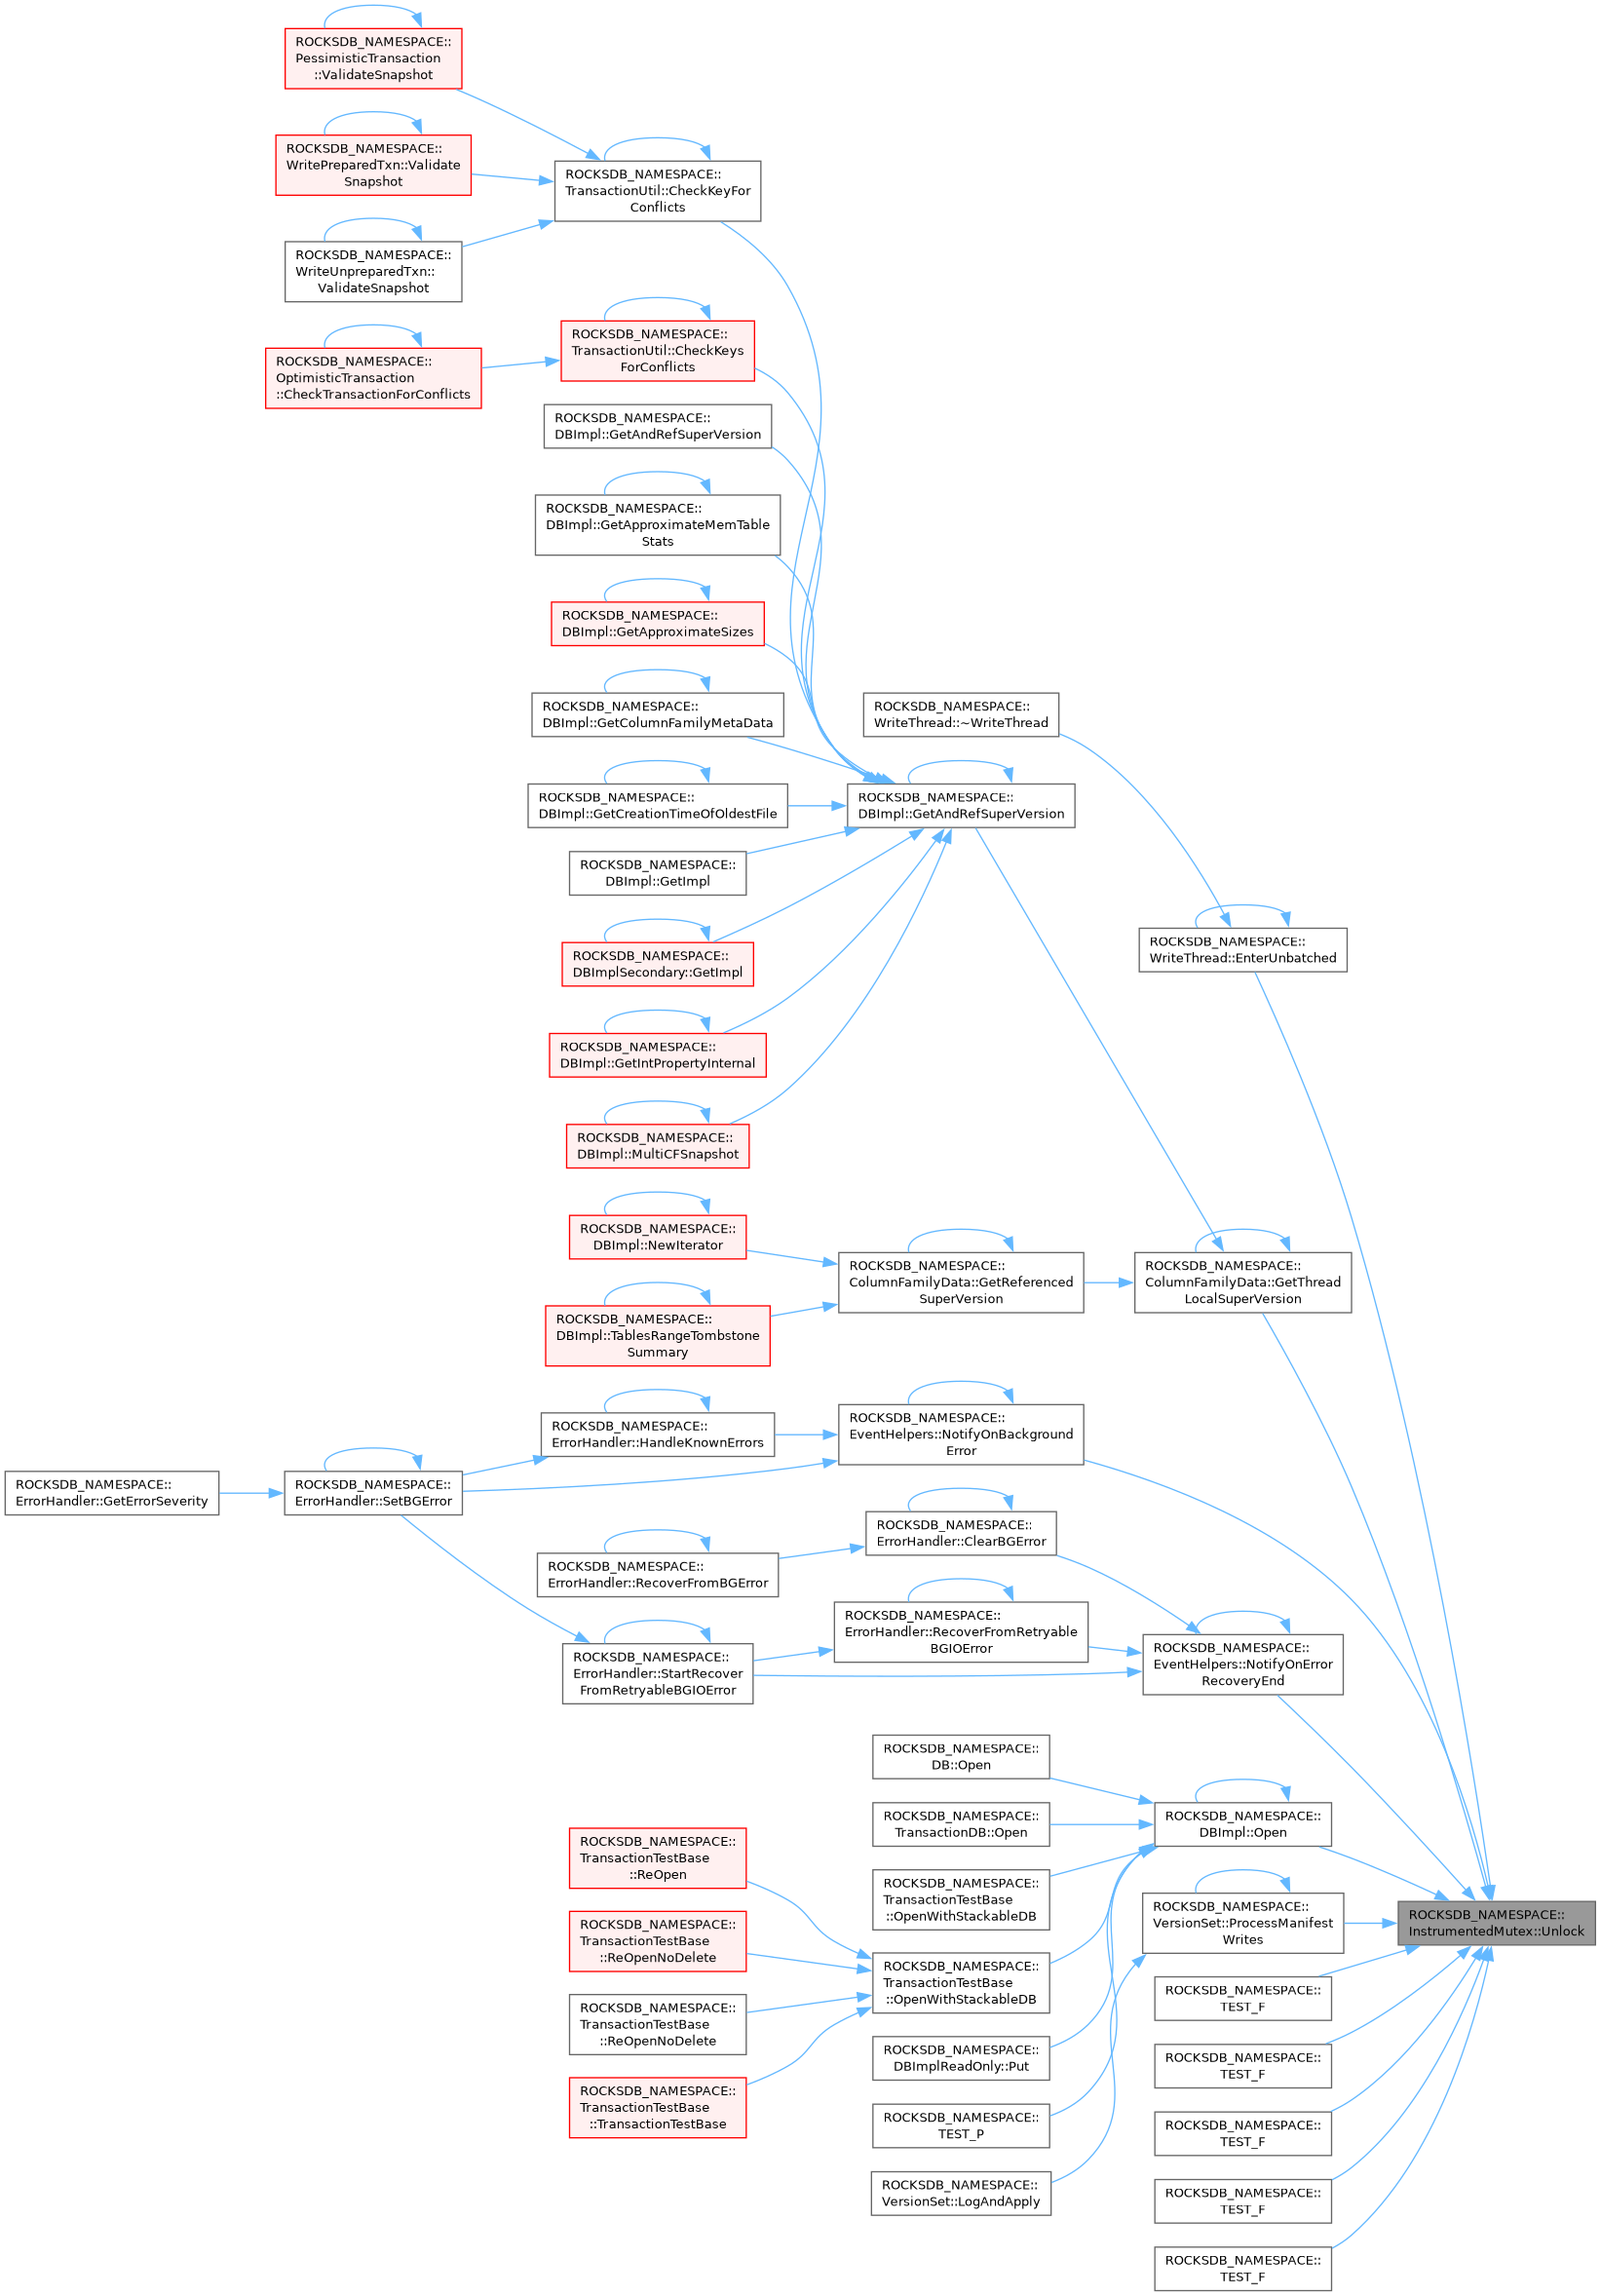 ROCKSDB_NAMESPACE::
PessimisticTransaction
::ValidateSnapshot
ROCKSDB_NAMESPACE::
WritePreparedTxn::Validate
Snapshot
ROCKSDB_NAMESPACE::
TransactionUtil::CheckKeyFor
Conflicts
ROCKSDB_NAMESPACE::
WriteUnpreparedTxn::
ValidateSnapshot
ROCKSDB_NAMESPACE::
OptimisticTransaction
::CheckTransactionForConflicts
ROCKSDB_NAMESPACE::
TransactionUtil::CheckKeys
ForConflicts
ROCKSDB_NAMESPACE::
DBImpl::GetAndRefSuperVersion
ROCKSDB_NAMESPACE::
DBImpl::GetApproximateMemTable
Stats
ROCKSDB_NAMESPACE::
DBImpl::GetApproximateSizes
ROCKSDB_NAMESPACE::
DBImpl::GetColumnFamilyMetaData
ROCKSDB_NAMESPACE::
WriteThread::~WriteThread
ROCKSDB_NAMESPACE::
DBImpl::GetCreationTimeOfOldestFile
ROCKSDB_NAMESPACE::
DBImpl::GetAndRefSuperVersion
ROCKSDB_NAMESPACE::
DBImpl::GetImpl
ROCKSDB_NAMESPACE::
DBImplSecondary::GetImpl
ROCKSDB_NAMESPACE::
WriteThread::EnterUnbatched
ROCKSDB_NAMESPACE::
DBImpl::GetIntPropertyInternal
ROCKSDB_NAMESPACE::
DBImpl::MultiCFSnapshot
ROCKSDB_NAMESPACE::
DBImpl::NewIterator
ROCKSDB_NAMESPACE::
ColumnFamilyData::GetReferenced
SuperVersion
ROCKSDB_NAMESPACE::
ColumnFamilyData::GetThread
LocalSuperVersion
ROCKSDB_NAMESPACE::
DBImpl::TablesRangeTombstone
Summary
ROCKSDB_NAMESPACE::
ErrorHandler::HandleKnownErrors
ROCKSDB_NAMESPACE::
EventHelpers::NotifyOnBackground
Error
ROCKSDB_NAMESPACE::
ErrorHandler::GetErrorSeverity
ROCKSDB_NAMESPACE::
ErrorHandler::SetBGError
ROCKSDB_NAMESPACE::
ErrorHandler::ClearBGError
ROCKSDB_NAMESPACE::
ErrorHandler::RecoverFromBGError
ROCKSDB_NAMESPACE::
ErrorHandler::RecoverFromRetryable
BGIOError
ROCKSDB_NAMESPACE::
ErrorHandler::StartRecover
FromRetryableBGIOError
ROCKSDB_NAMESPACE::
EventHelpers::NotifyOnError
RecoveryEnd
ROCKSDB_NAMESPACE::
DB::Open
ROCKSDB_NAMESPACE::
TransactionDB::Open
ROCKSDB_NAMESPACE::
DBImpl::Open
ROCKSDB_NAMESPACE::
TransactionTestBase
::ReOpen
ROCKSDB_NAMESPACE::
TransactionTestBase
::OpenWithStackableDB
ROCKSDB_NAMESPACE::
VersionSet::ProcessManifest
Writes
ROCKSDB_NAMESPACE::
InstrumentedMutex::Unlock
ROCKSDB_NAMESPACE::
TransactionTestBase
::ReOpenNoDelete
ROCKSDB_NAMESPACE::
TransactionTestBase
::OpenWithStackableDB
ROCKSDB_NAMESPACE::
TEST_F
ROCKSDB_NAMESPACE::
TransactionTestBase
::ReOpenNoDelete
ROCKSDB_NAMESPACE::
DBImplReadOnly::Put
ROCKSDB_NAMESPACE::
TEST_F
ROCKSDB_NAMESPACE::
TransactionTestBase
::TransactionTestBase
ROCKSDB_NAMESPACE::
TEST_P
ROCKSDB_NAMESPACE::
TEST_F
ROCKSDB_NAMESPACE::
VersionSet::LogAndApply
ROCKSDB_NAMESPACE::
TEST_F
ROCKSDB_NAMESPACE::
TEST_F